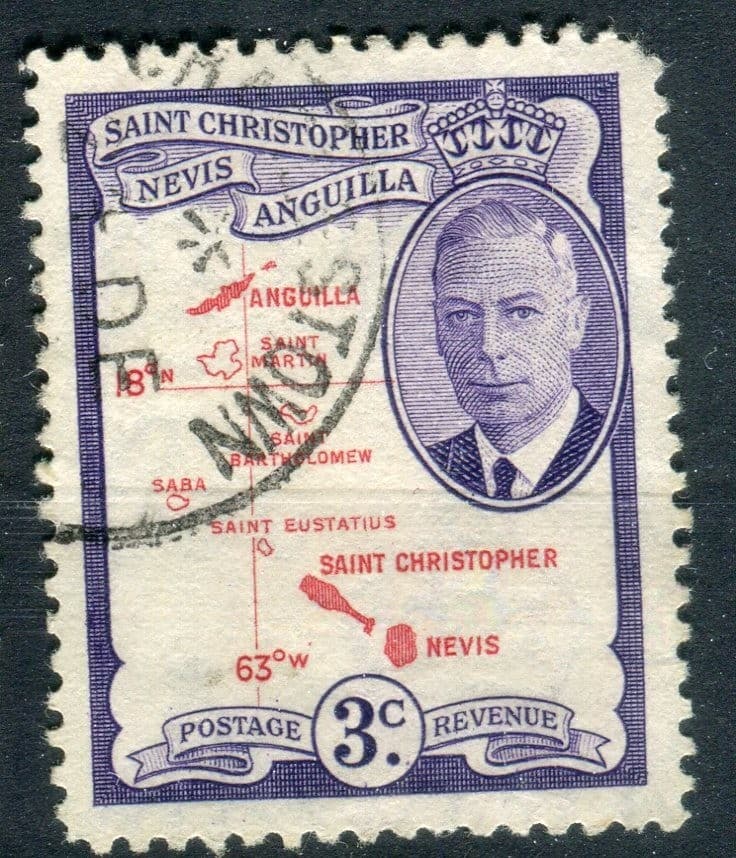 SAINT CHRISTOPHER
NEVIS
ANGUILLA
ANGUILLA
SAINT
MARTIN
18°N
SAINT
BARTHOLOMEW
SABA
SAINT EUSTATIUS
SAINT CHRISTOPHER
NEVIS
63°W
POSTAGE
3c.
REVENUE
TOWN